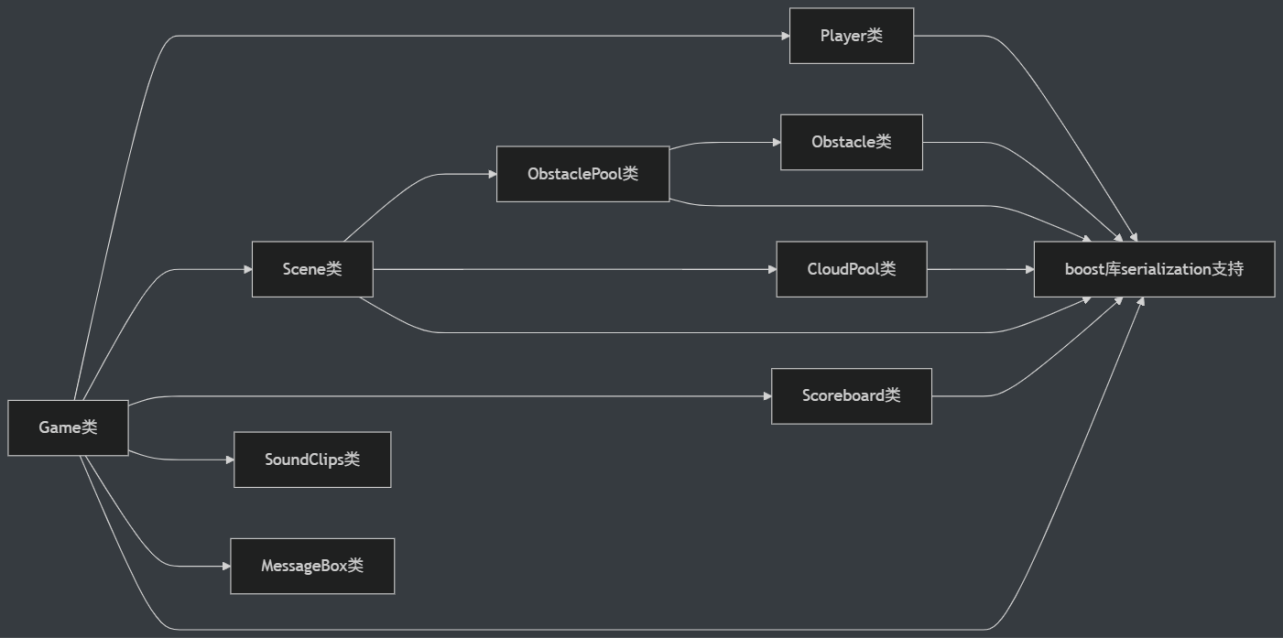 Player类
Obstacle类
ObstaclePool类
Scene类
CloudPool类
boost库serialization支持
Scoreboard类
Game类
SoundClips类
MessageBox类